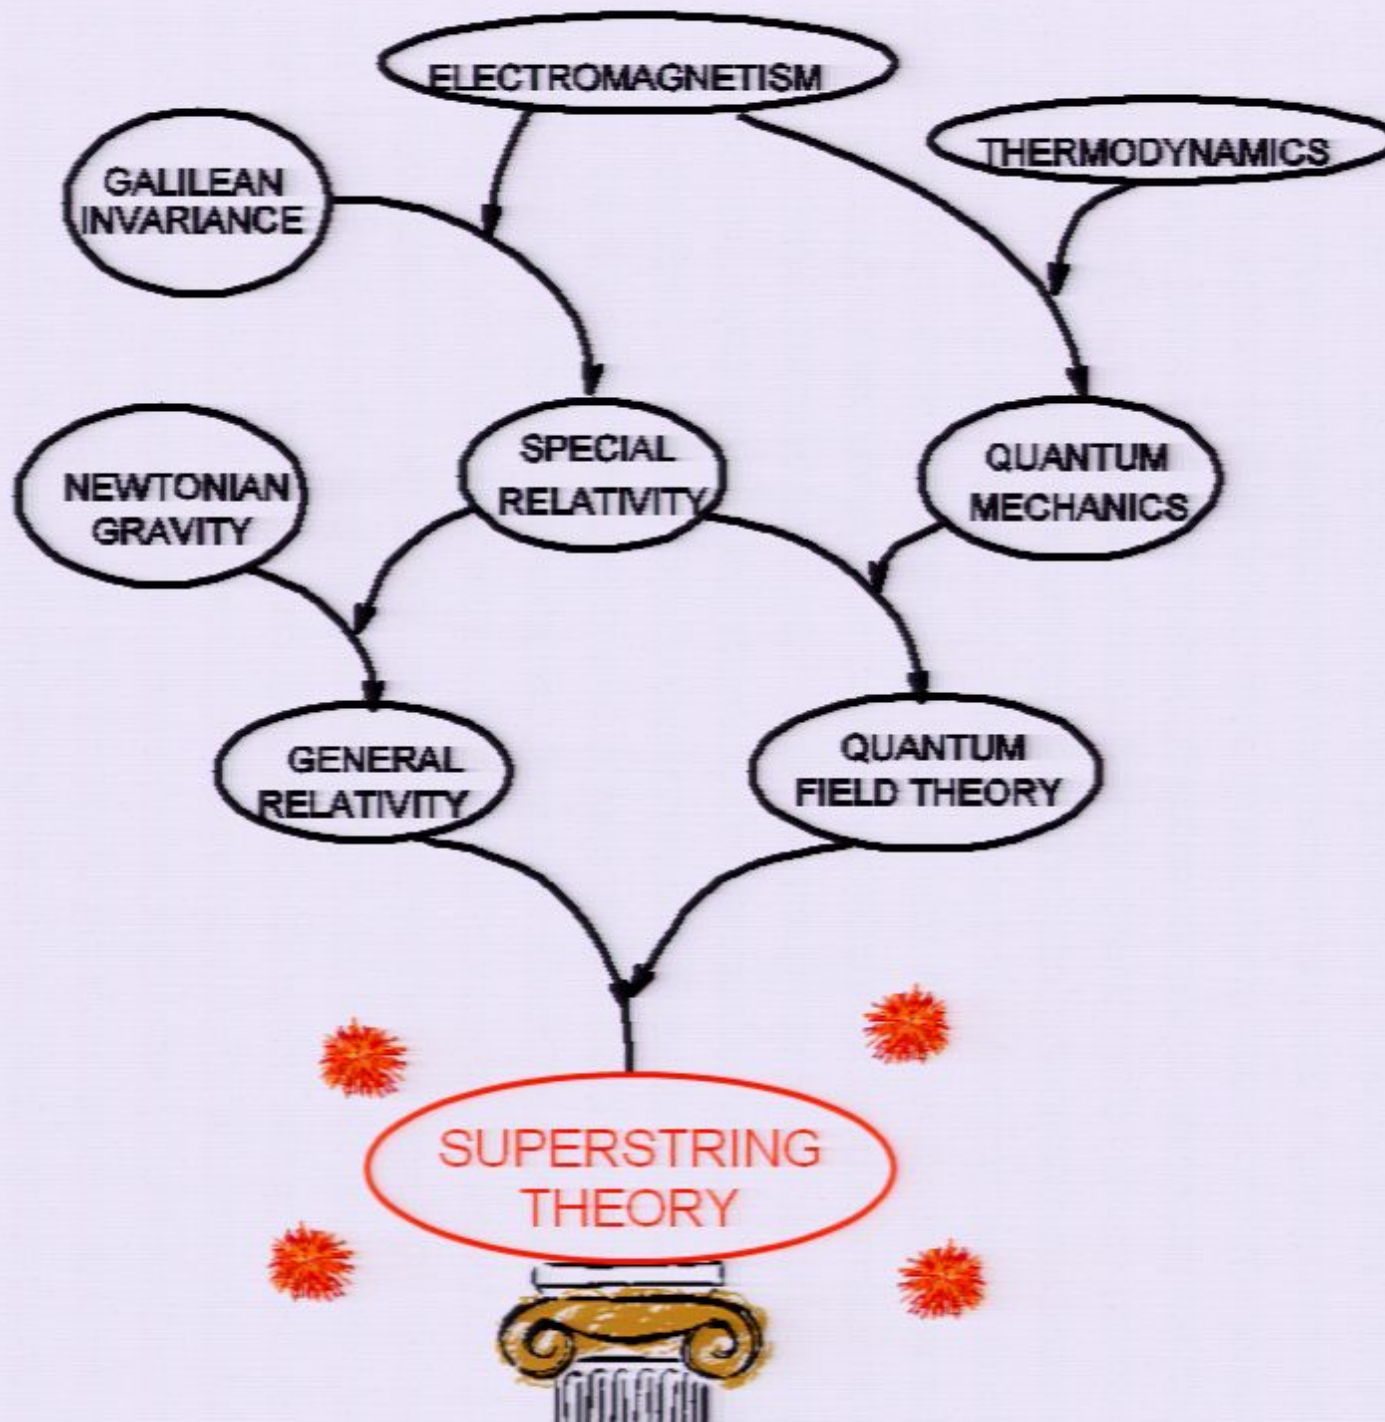 ELECTROMAGNETISM
THERMODYNAMICS
GALILEAN
INVARIANCE
NEWTONIAN
GRAVITY
SPECIAL
RELATIVITY
QUANTUM
MECHANICS
GENERAL
RELATIVITY
QUANTUM
FIELD THEORY
SUPERSTRING
THEORY